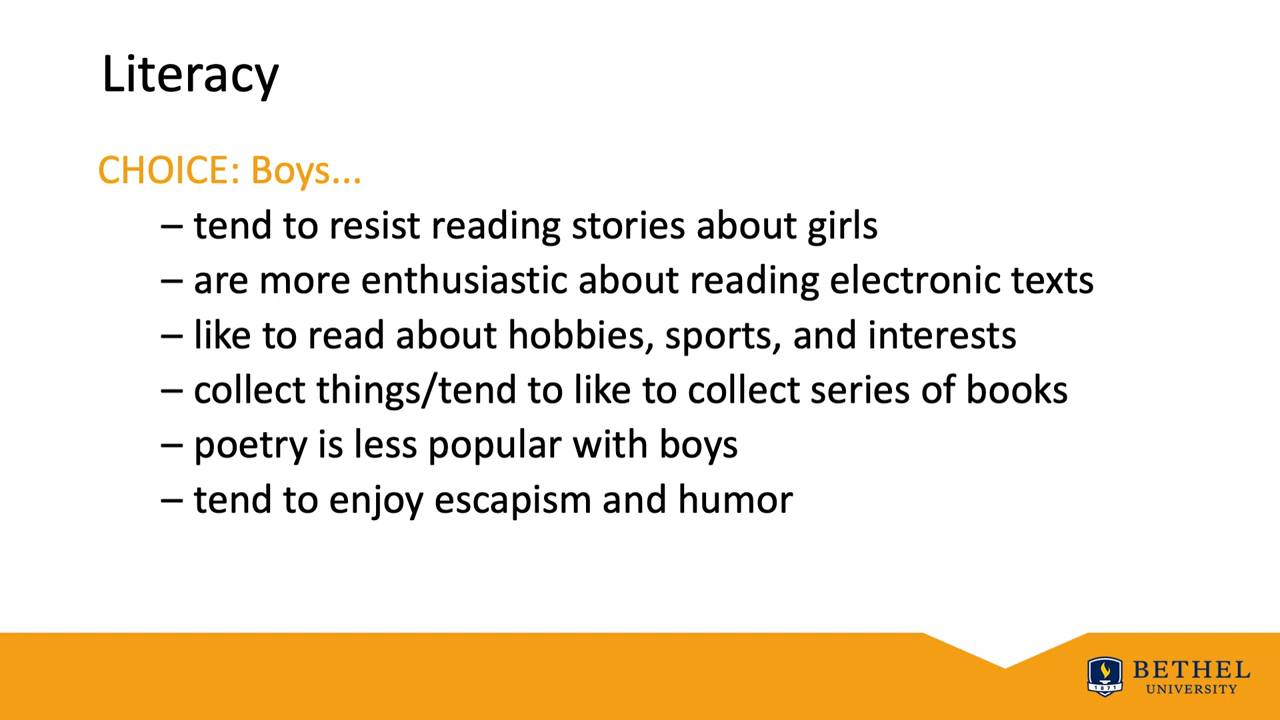 Literacy
CHOICE: Boys...
– tend to resist reading stories about girls
– are more enthusiastic about reading electronic texts
– like to read about hobbies, sports, and interests
– collect things/tend to like to collect series of books
– poetry is less popular with boys
– tend to enjoy escapism and humor
BETHEL
UNIVERSITY
1871